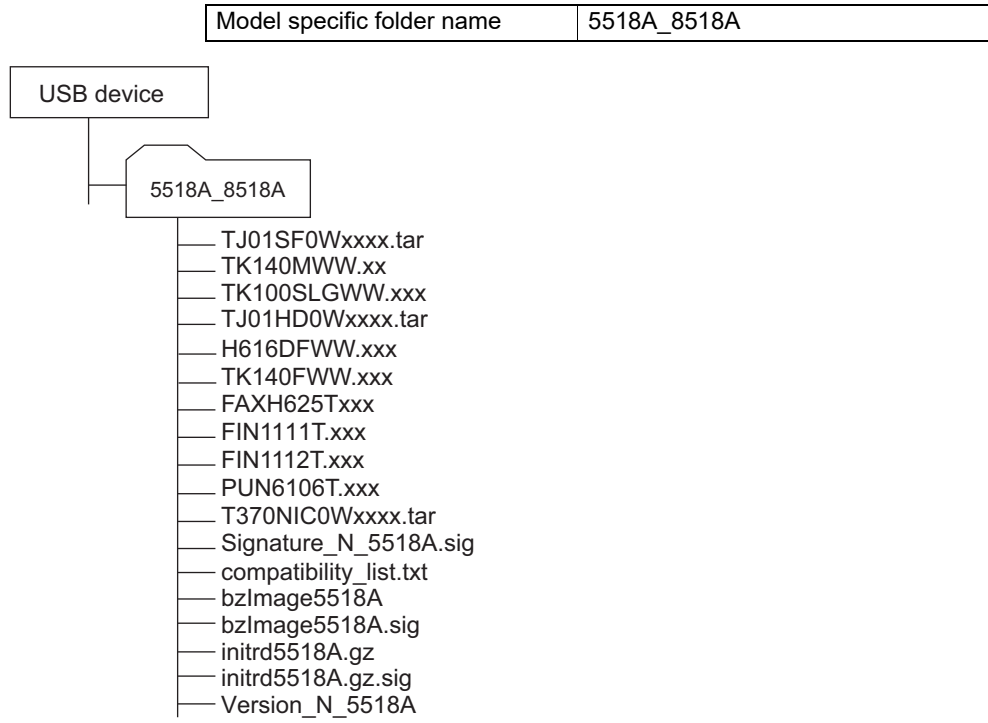 Model specific folder name 5518A_8518A
USB device
5518A_8518A
TJ01SF0Wxxxx.tar
TK140MWW.xx
TK100SLGWW.xxx
TJ01HD0Wxxxx.tar
H616DFWW.xxx
TK140FWW.xxx
FAXH625Txxx
FIN1111T.xxx
FIN1112T.xxx
PUN6106T.xxx
T370NIC0Wxxxx.tar
Signature_N_5518A.sig
compatibility_list.txt
bzImage5518A
bzImage5518A.sig
initrd5518A.gz
initrd5518A.gz.sig
Version_N_5518A